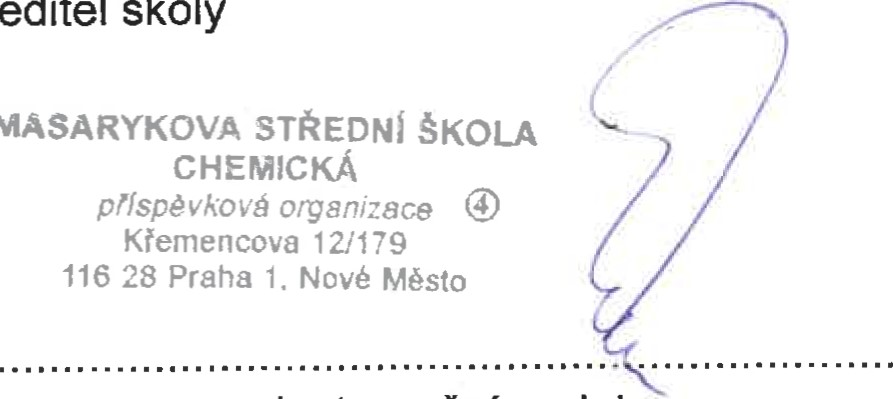 editel školy
MASARYKOVA STŘEDNÍ ŠKOLA
CHEMICKÁ
příspěvková organizace ④
Křemencova 12/179
116 28 Praha 1, Nové Město